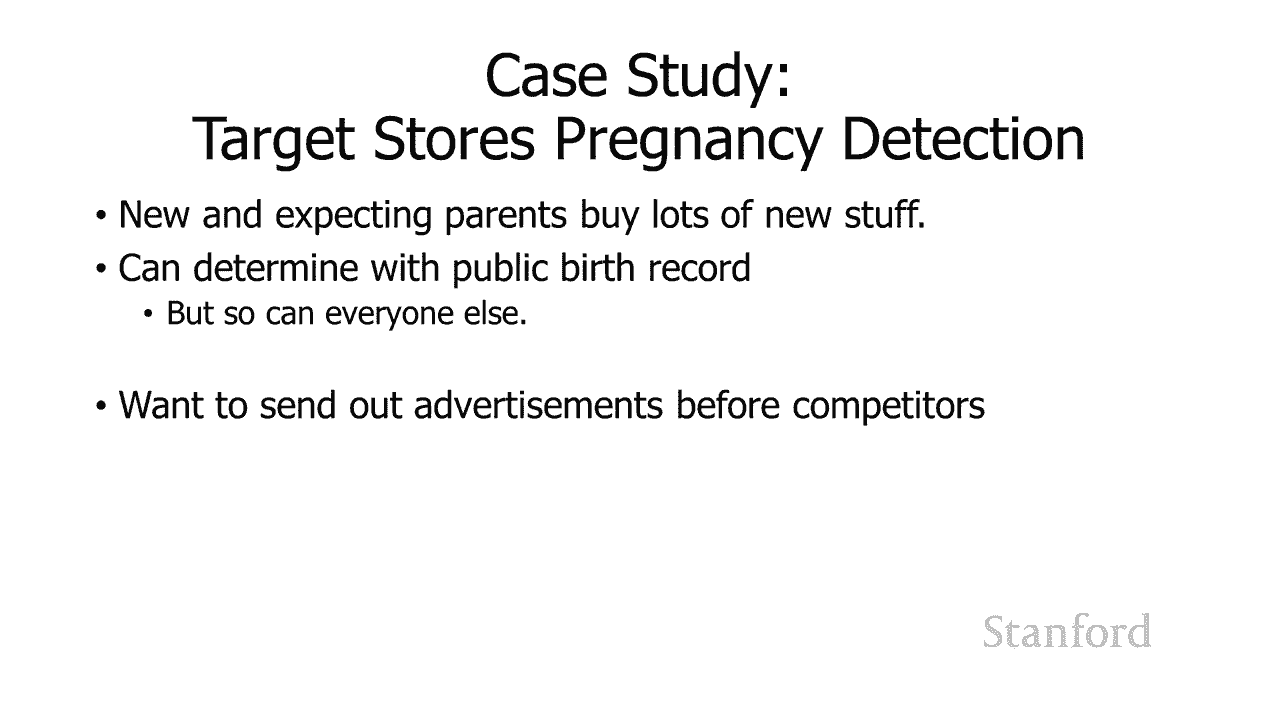 Case Study:
Target Stores Pregnancy Detection
• New and expecting parents buy lots of new stuff.
• Can determine with public birth record
• But so can everyone else.
• Want to send out advertisements before competitors
Stanford